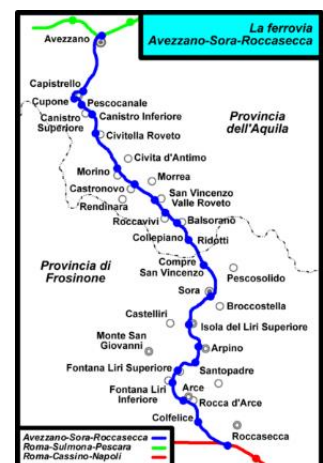 La ferrovia
Avezzano-Sora-Roccasecca
Avezzano
Capistrello
Cupone
Pescocanale
Canistro Inferiore
Canistro
Superiore
Civitella Roveto
Provincia
dell'Aquila
Civita d'Antimo
Morino
Morrea
Castronovo
Rendinara
San Vincenzo
Valle Roveto
Roccavivi
Balsorano
Collepiano
Ridotti
Compre
San Vincenzo
Provincia di
Frosinone
Pescosolido
Sora
Broccostella
Castelliri
Isola del Liri Superiore
Monte San
Giovanni
Arpino
Fontana Liri Superiore
Santopadre
Fontana Liri
Inferiore
Arce
Rocca d'Arce
Colfelice
Roccasecca
Avezzano-Sora-Roccasecca
Roma-Sulmona-Pescara
Roma-Cassino-Napoli